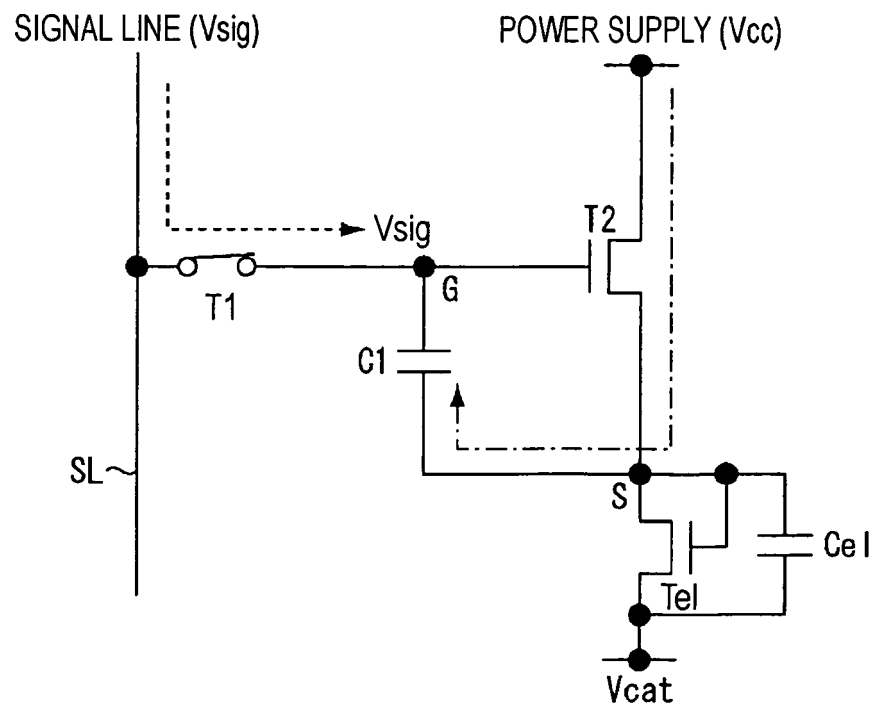 SIGNAL LINE (Vsig)
POWER SUPPLY (Vcc)
Vsig
T2
T1
G
C1
SL
S
Cel
Tel
Vcat